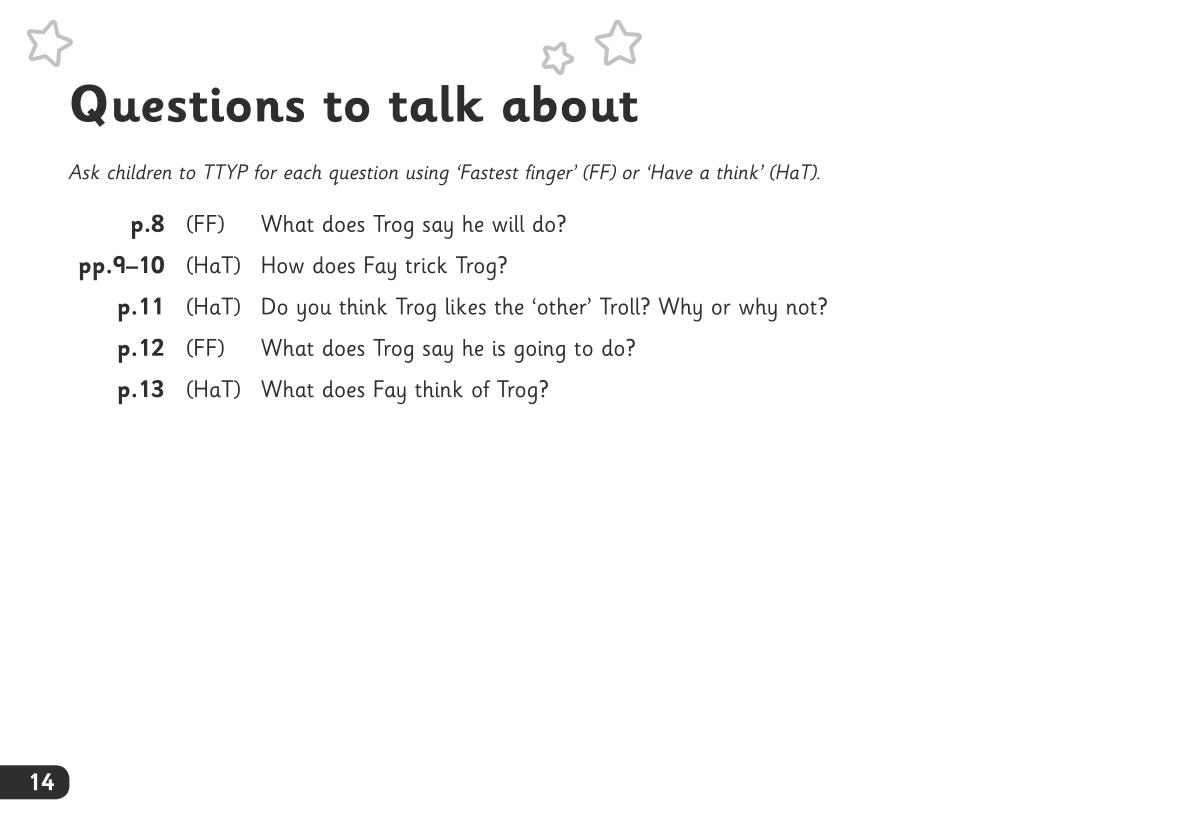 Questions to talk about
Ask children to TTYP for each question using ‘Fastest finger’ (FF) or ‘Have a think’ (HaT).
p.8 (FF) What does Trog say he will do?
pp.9–10 (HaT) How does Fay trick Trog?
p.11 (HaT) Do you think Trog likes the ‘other’ Troll? Why or why not?
p.12 (FF) What does Trog say he is going to do?
p.13 (HaT) What does Fay think of Trog?
14